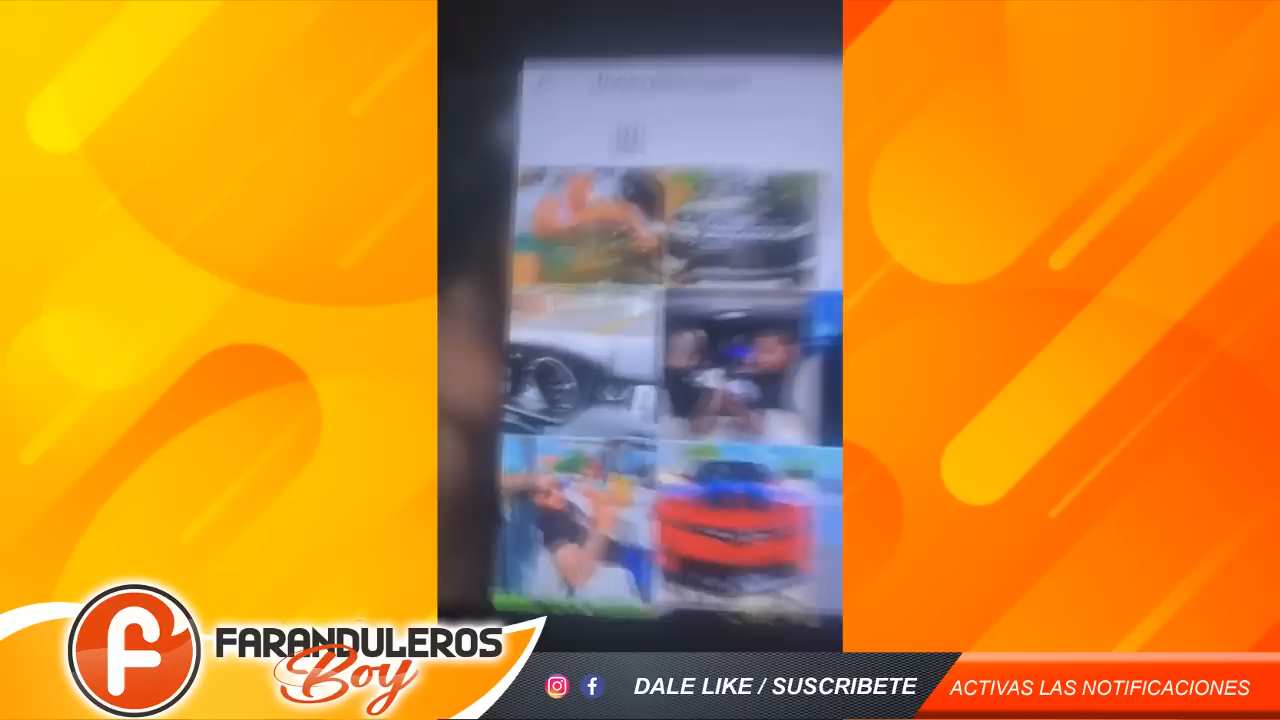 FARANDULEROS
Boy
DALE LIKE / SUSCRIBETE
ACTIVAS LAS NOTIFICACIONES